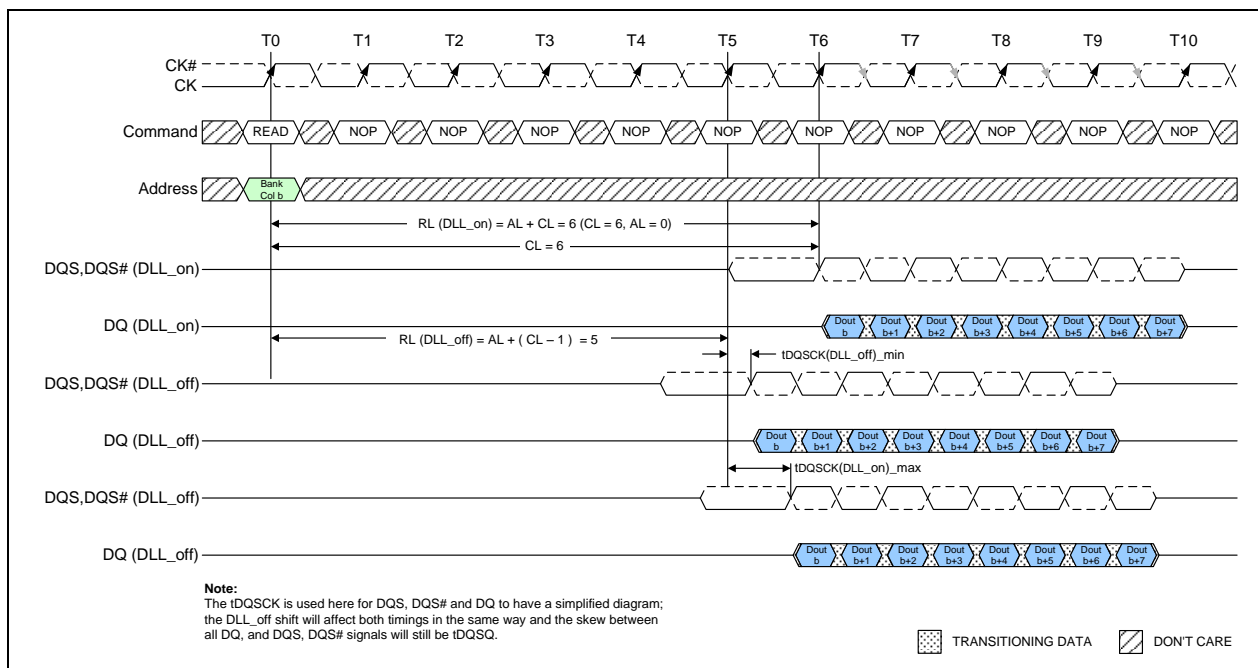 T0 T1 T2 T3 T4 T5 T6 T7 T8 T9 T10
CK#
CK
Command READ NOP NOP NOP NOP NOP NOP NOP NOP NOP NOP
Address Bank Col b
RL (DLL_on) = AL + CL = 6 (CL = 6, AL = 0)
CL = 6
DQS,DQS# (DLL_on)
DQ (DLL_on) Dout b Dout b+1 Dout b+2 Dout b+3 Dout b+4 Dout b+5 Dout b+6 Dout b+7
RL (DLL_off) = AL + ( CL – 1 ) = 5
tDQSCK(DLL_off)_min
DQS,DQS# (DLL_off)
DQ (DLL_off) Dout b Dout b+1 Dout b+2 Dout b+3 Dout b+4 Dout b+5 Dout b+6 Dout b+7
tDQSCK(DLL_on)_max
DQS,DQS# (DLL_off)
DQ (DLL_off) Dout b Dout b+1 Dout b+2 Dout b+3 Dout b+4 Dout b+5 Dout b+6 Dout b+7
Note:
The tDQSCK is used here for DQS, DQS# and DQ to have a simplified diagram;
the DLL_off shift will affect both timings in the same way and the skew between
all DQ, and DQS, DQS# signals will still be tDQSQ.
TRANSITIONING DATA DON'T CARE